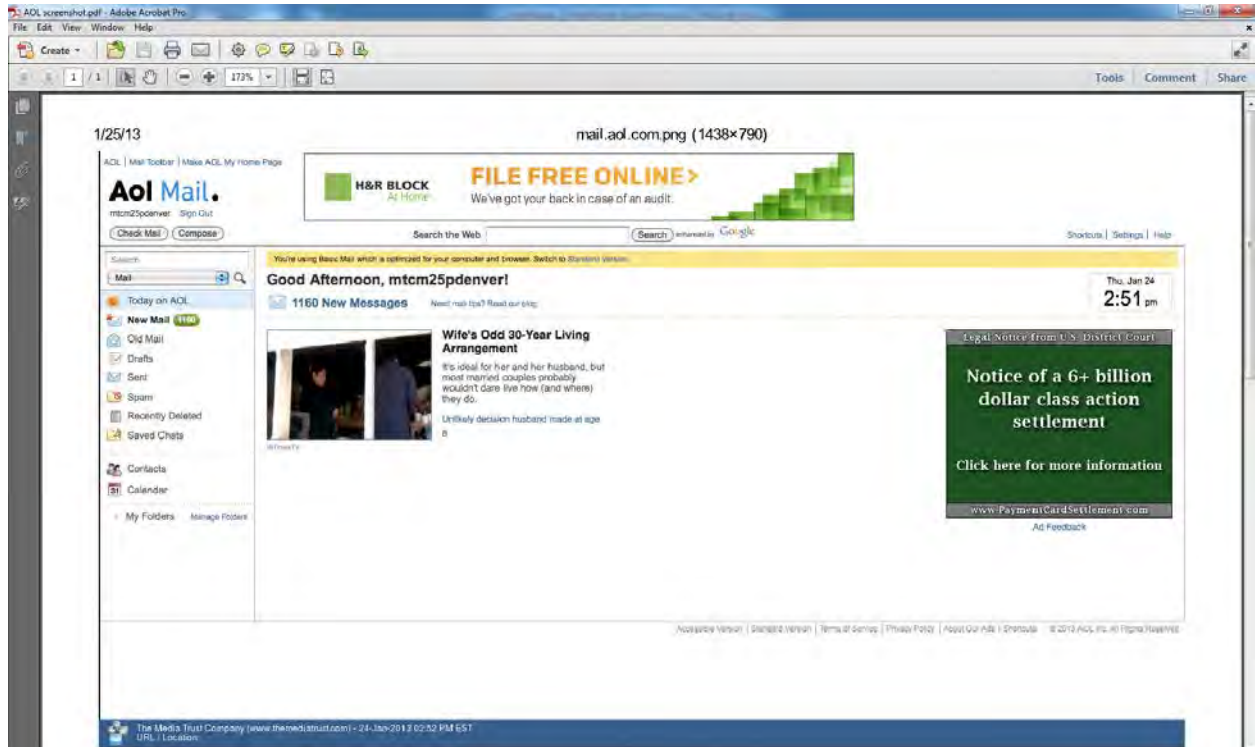 AOL screenshot.pdf - Adobe Acrobat Pro
File Edit View Window Help
Create
1 / 1 173% Tools Comment Share
1/25/13 mail.aol.com.png (1438×790)
AOL | Mail Toolbar | Make AOL My Home Page
Aol Mail.
mtcm25pdenver Sign Out
Check Mail Compose
H&R BLOCK
At Home
FILE FREE ONLINE>
We've got your back in case of an audit.
Search the Web Search enhanced by Google
Shortcuts | Settings | Help
Search
Mail
Today on AOL
New Mail 1160
Old Mail
Drafts
Sent
Spam
Recently Deleted
Saved Chats
Contacts
31 Calendar
My Folders Manage Folders
You're using Basic Mail which is optimized for your computer and browser. Switch to Standard Version.
Good Afternoon, mtcm25pdenver!
1160 New Messages Need mail tips? Read our blog.
Thu, Jan 24
2:51 pm
Wife's Odd 30-Year Living
Arrangement
It's ideal for her and her husband, but
most married couples probably
wouldn't dare live how (and where)
they do.
Unlikely decision husband made at age
Legal Notice from U.S. District Court
Notice of a 6+ billion
dollar class action
settlement
Click here for more information
www.PaymentCardSettlement.com
Ad Feedback
Accessible Version | Standard Version | Terms of Service | Privacy Policy | About Our Ads | Shortcuts © 2013 AOL Inc. All Rights Reserved
The Media Trust Company (www.themediatrust.com) - 24-Jan-2013 02:52 PM EST
URL / Location: